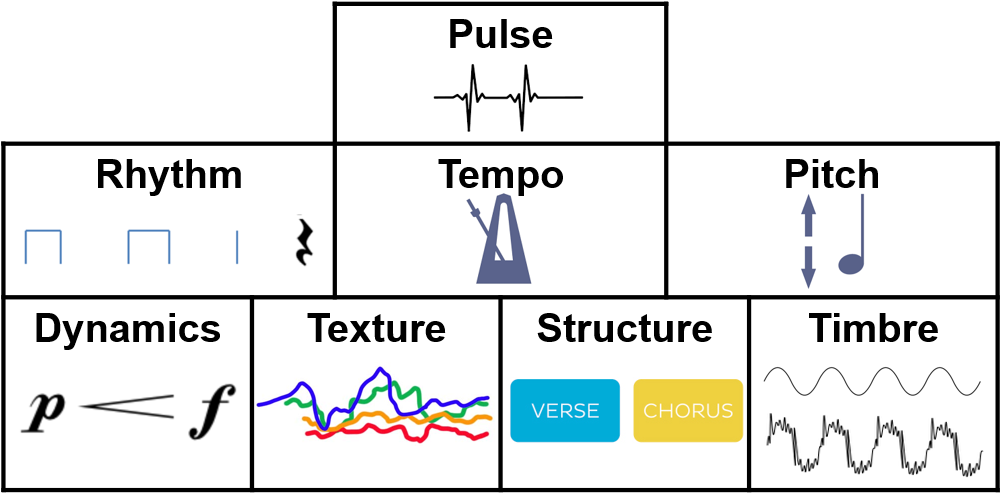 Pulse
Rhythm Tempo Pitch
Dynamics Texture Structure Timbre
p f VERSE CHORUS